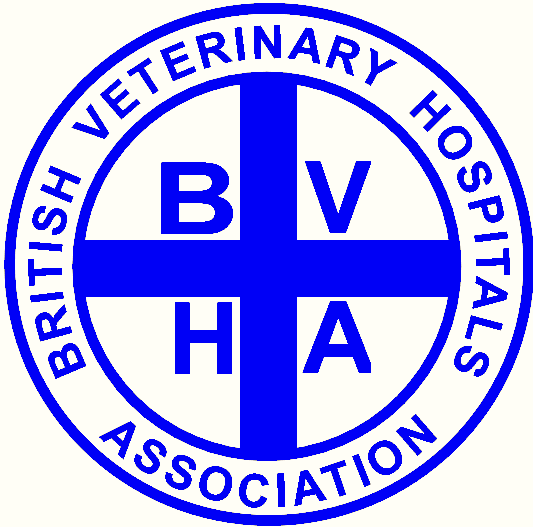 BRITISH VETERINARY HOSPITALS
ASSOCIATION
B V
H A